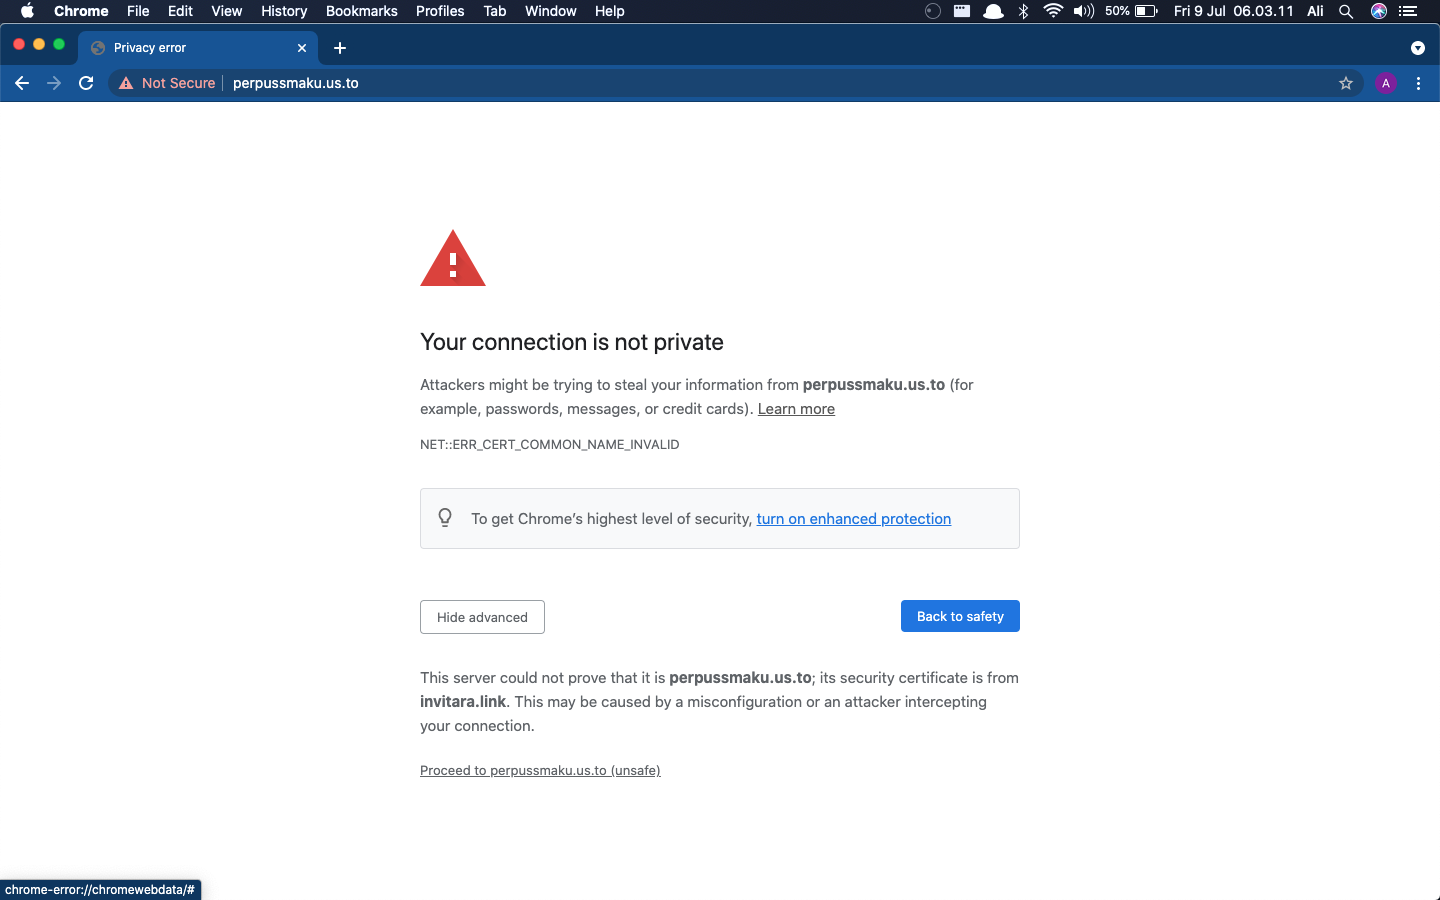 Chrome File Edit View History Bookmarks Profiles Tab Window Help 50% Fri 9 Jul 06.03.11 Ali
Privacy error
Not Secure perpussmaku.us.to A
Your connection is not private
Attackers might be trying to steal your information from perpussmaku.us.to (for
example, passwords, messages, or credit cards). Learn more
NET::ERR_CERT_COMMON_NAME_INVALID
To get Chrome's highest level of security, turn on enhanced protection
Hide advanced Back to safety
This server could not prove that it is perpussmaku.us.to; its security certificate is from
invitara.link. This may be caused by a misconfiguration or an attacker intercepting
your connection.
Proceed to perpussmaku.us.to (unsafe)
chrome-error://chromewebdata/#